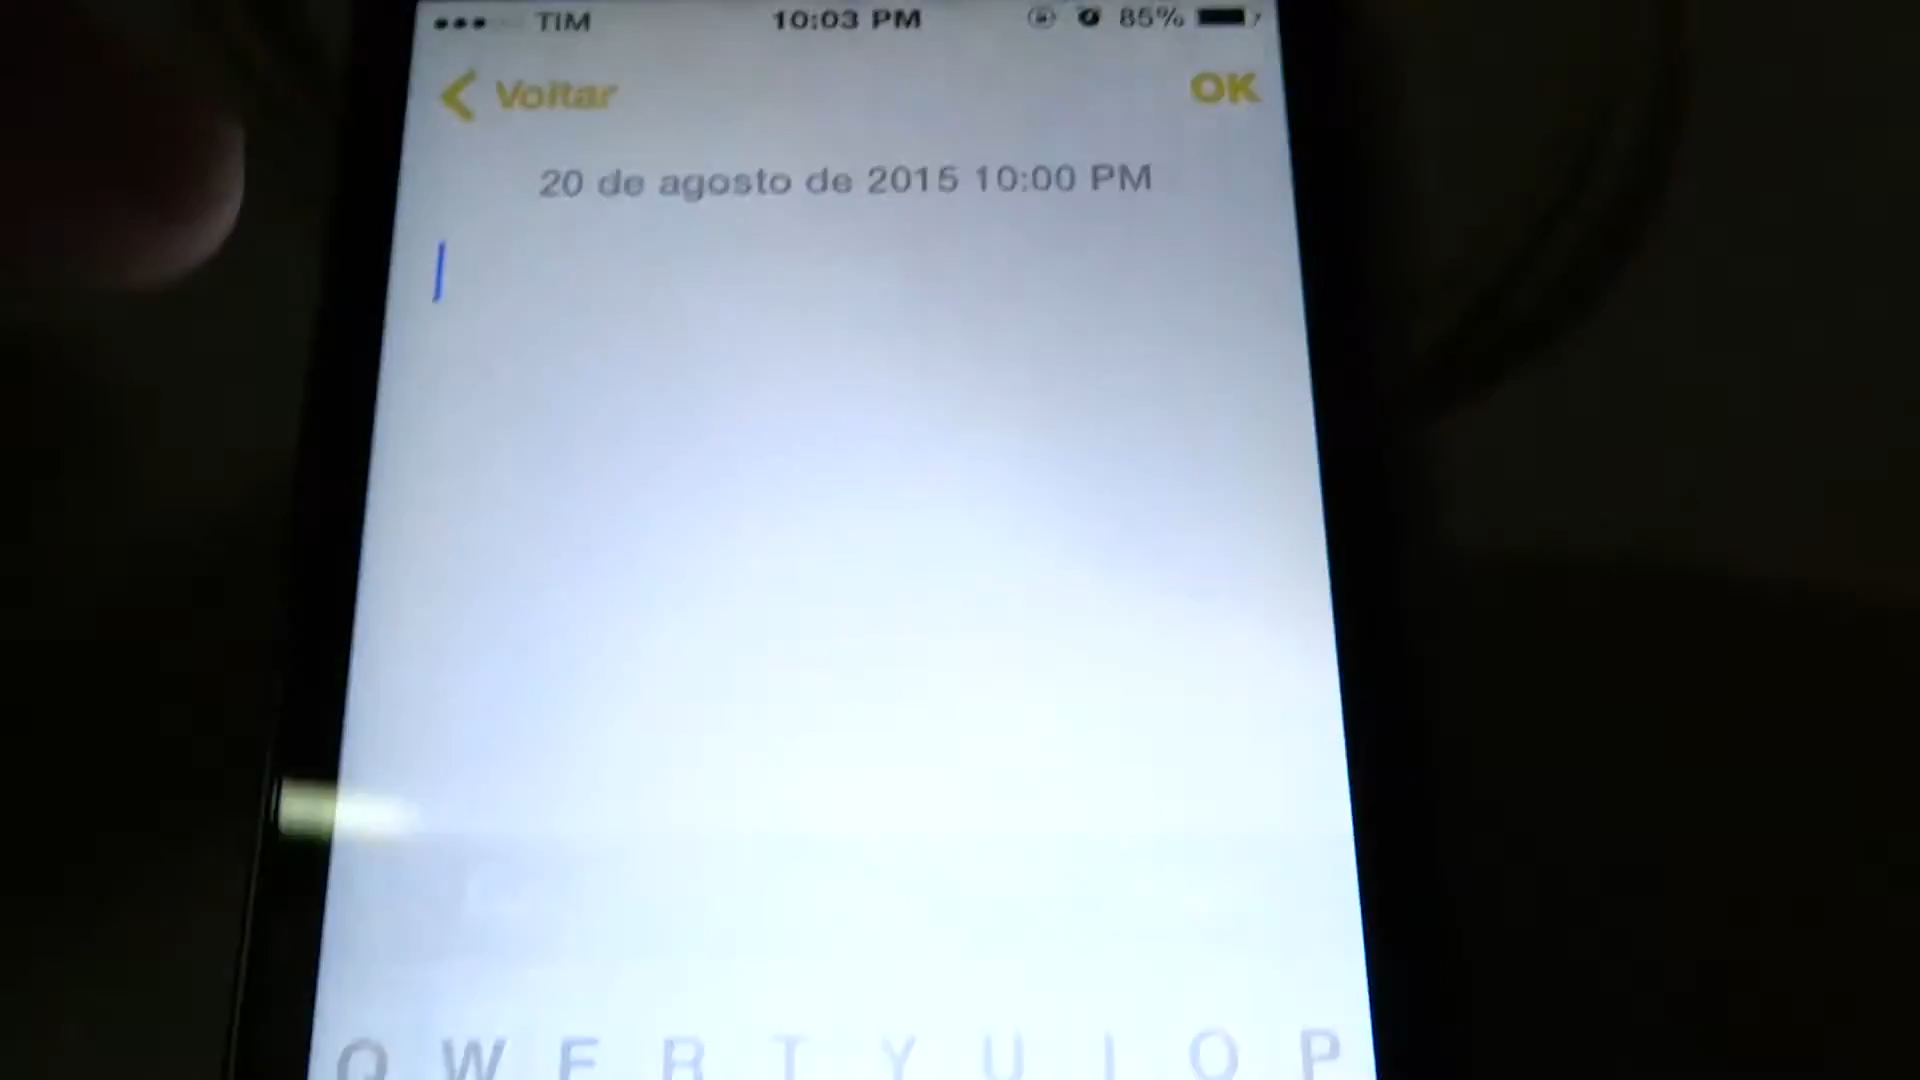 TIM 10:03 PM 85%
Voltar OK
20 de agosto de 2015 10:00 PM
Q W E R T Y U I O P